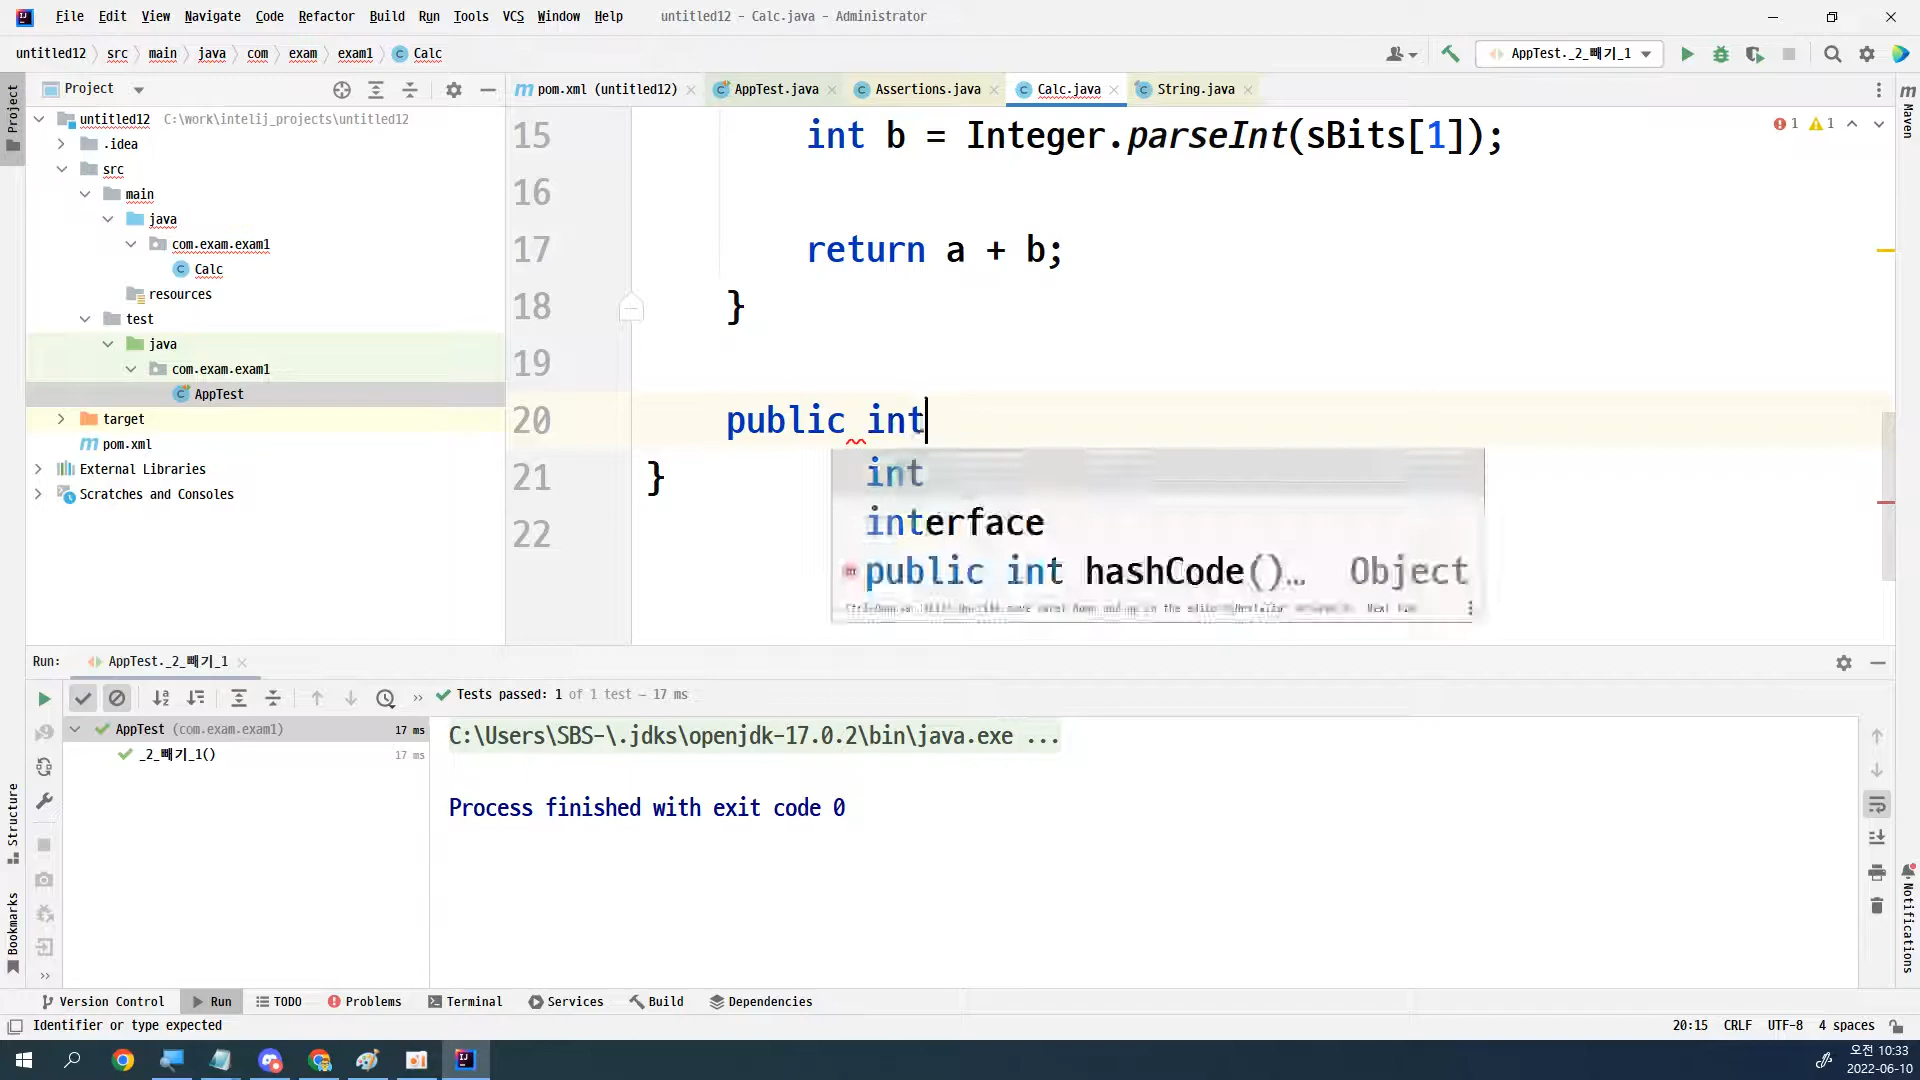 File Edit View Navigate Code Refactor Build Run Tools VCS Window Help untitled12 - Calc.java - Administrator
untitled12 src main java com exam exam1 Calc AppTest._2_빼기_1
Project pom.xml (untitled12) AppTest.java Assertions.java Calc.java String.java
Project
Maven
untitled12 C:\work\intelij_projects\untitled12
.idea
src
main
java
com.exam.exam1
Calc
resources
test
java
com.exam.exam1
AppTest
target
pom.xml
External Libraries
Scratches and Consoles
1 1
15 int b = Integer.parseInt(sBits[1]);
16
17 return a + b;
18 }
19
20 public int
21 }
22
int
interface
public int hashCode()… Object
Run: AppTest._2_빼기_1
Tests passed: 1 of 1 test – 17 ms
AppTest (com.exam.exam1) 17 ms
_2_빼기_1() 17 ms
C:\Users\SBS-\.jdks\openjdk-17.0.2\bin\java.exe ...
Process finished with exit code 0
Structure
Bookmarks
Notifications
Version Control Run TODO Problems Terminal Services Build Dependencies
Identifier or type expected 20:15 CRLF UTF-8 4 spaces
오전 10:33
2022-06-10